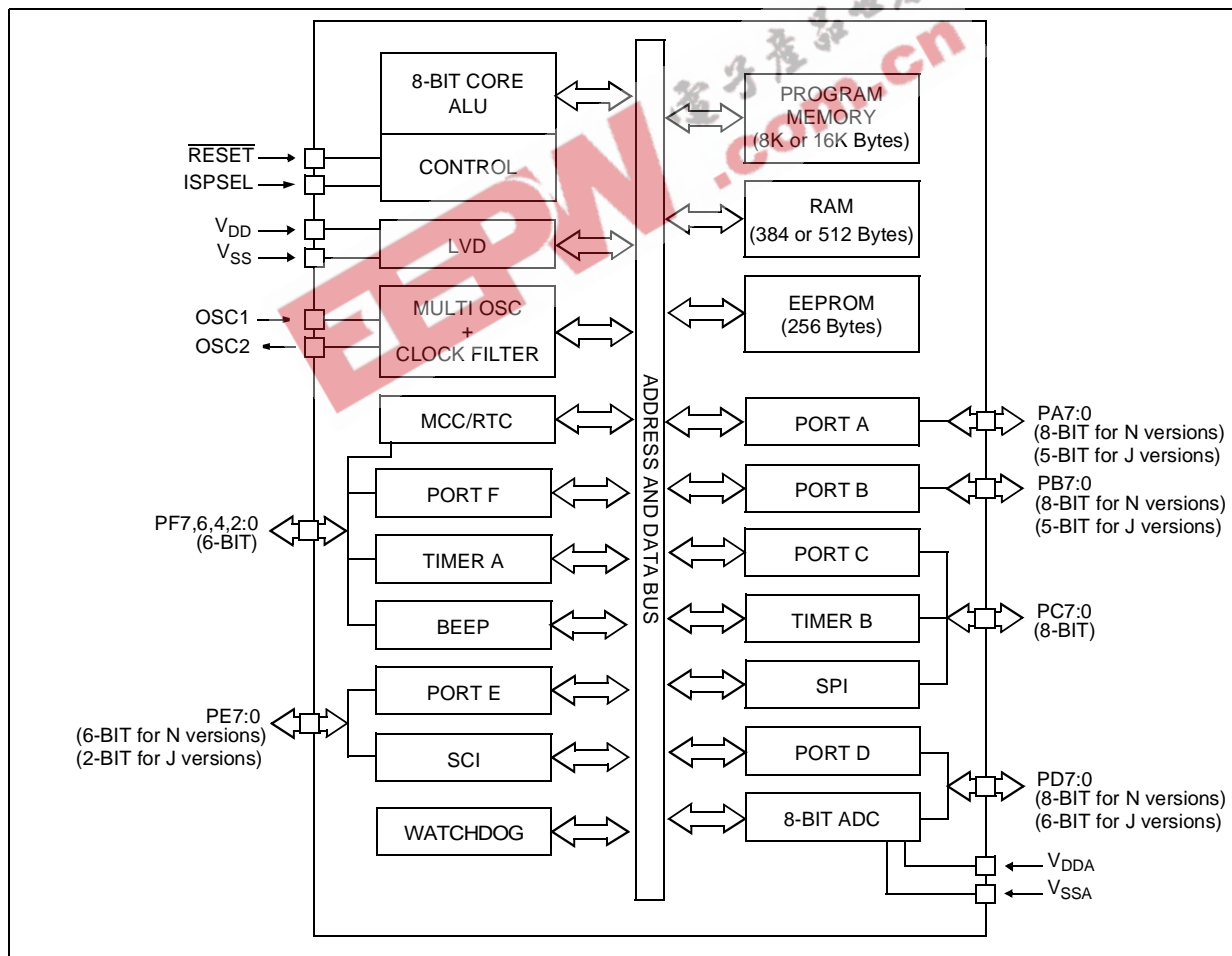 8-BIT CORE
ALU
CONTROL
RESET
ISPSEL
VDD
VSS
LVD
OSC1
OSC2
MULTI OSC
+
CLOCK FILTER
MCC/RTC
PORT F
PF7,6,4,2:0
(6-BIT)
TIMER A
BEEP
PORT E
PE7:0
(6-BIT for N versions)
(2-BIT for J versions)
SCI
WATCHDOG
ADDRESS AND DATA BUS
PROGRAM
MEMORY
(8K or 16K Bytes)
RAM
(384 or 512 Bytes)
EEPROM
(256 Bytes)
PORT A
PA7:0
(8-BIT for N versions)
(5-BIT for J versions)
PORT B
PB7:0
(8-BIT for N versions)
(5-BIT for J versions)
PORT C
TIMER B
PC7:0
(8-BIT)
SPI
PORT D
PD7:0
(8-BIT for N versions)
(6-BIT for J versions)
8-BIT ADC
VDDA
VSSA
EEPW.com.cn
電子產品